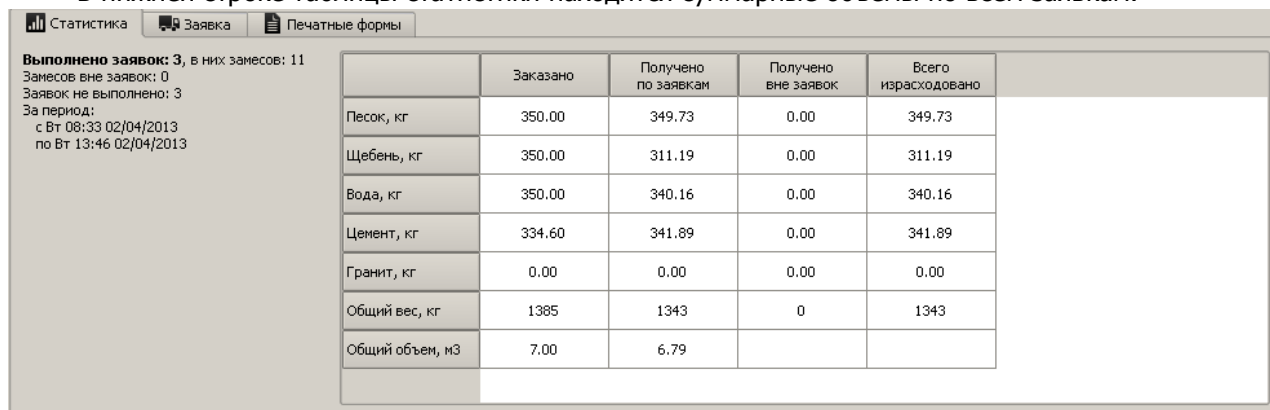 В нижней строке таблицы статистики находятся суммарные объемы по всем заявкам.
Статистика Заявка Печатные формы
Выполнено заявок: 3, в них замесов: 11
Замесов вне заявок: 0
Заявок не выполнено: 3
За период:
с Вт 08:33 02/04/2013
по Вт 13:46 02/04/2013
Заказано Получено по заявкам Получено вне заявок Всего израсходовано
Песок, кг 350.00 349.73 0.00 349.73
Щебень, кг 350.00 311.19 0.00 311.19
Вода, кг 350.00 340.16 0.00 340.16
Цемент, кг 334.60 341.89 0.00 341.89
Гранит, кг 0.00 0.00 0.00 0.00
Общий вес, кг 1385 1343 0 1343
Общий объем, м3 7.00 6.79